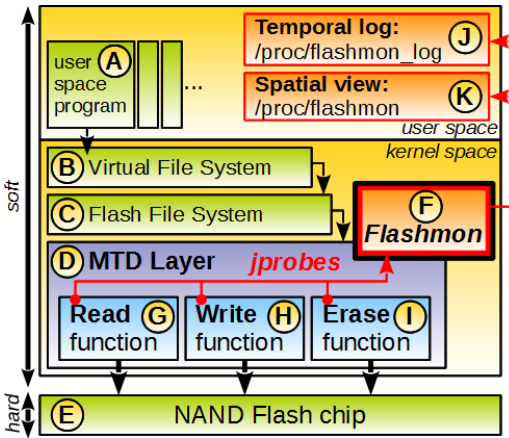 Temporal log:
/proc/flashmon_log
J
user
space
program
A
...
Spatial view:
/proc/flashmon
K
user space
kernel space
soft
B
Virtual File System
C
Flash File System
F
Flashmon
D
MTD Layer
jprobes
Read
function
G
Write
function
H
Erase
function
I
hard
E
NAND Flash chip